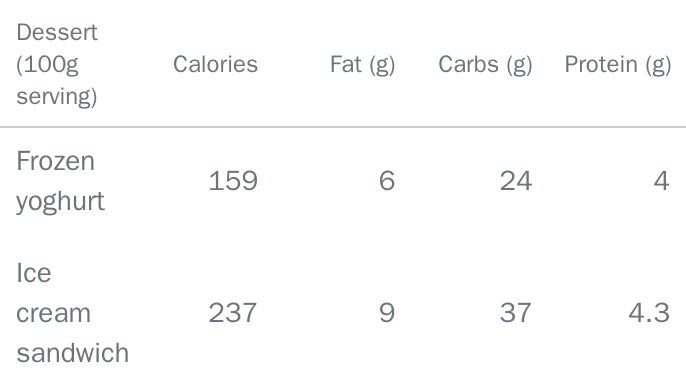 Dessert
(100g
serving) Calories Fat (g) Carbs (g) Protein (g)
Frozen
yoghurt 159 6 24 4
Ice
cream
sandwich 237 9 37 4.3